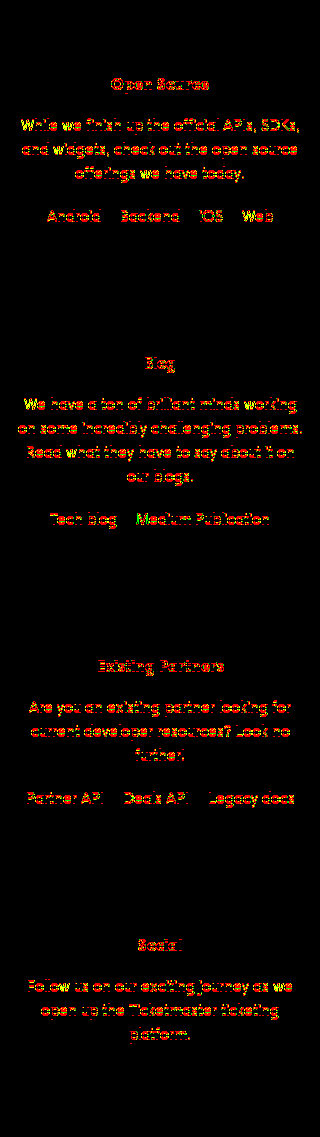 Open Source
While we finish up the official APIs, SDKs,
and widgets, check out the open source
offerings we have today.
Android Backend iOS Web
Blog
We have a ton of brilliant minds working
on some incredibly challenging problems.
Read what they have to say about it on
our blogs.
Tech blog Medium Publication
Existing Partners
Are you an existing partner looking for
current developer resources? Look no
further.
Partner API Deals API Legacy docs
Social
Follow us on our exciting journey as we
open up the Ticketmaster ticketing
platform.